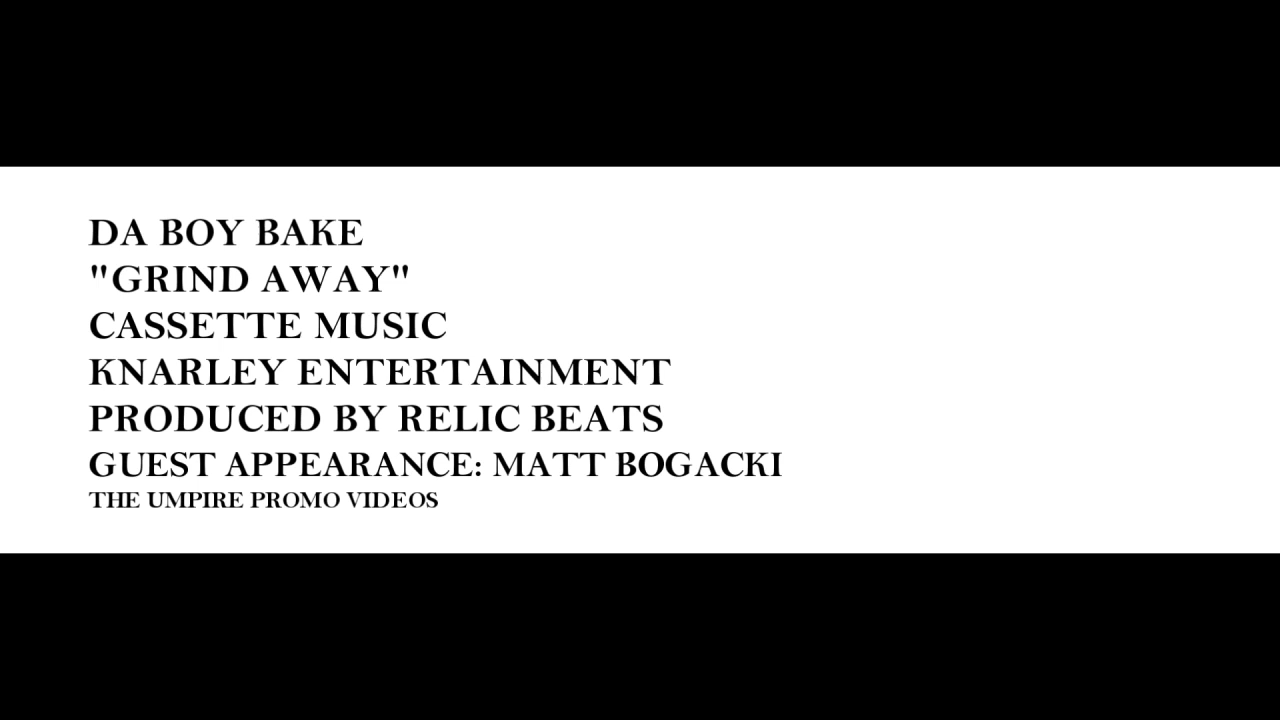 DA BOY BAKE
"GRIND AWAY"
CASSETTE MUSIC
KNARLEY ENTERTAINMENT
PRODUCED BY RELIC BEATS
GUEST APPEARANCE: MATT BOGACKI
THE UMPIRE PROMO VIDEOS